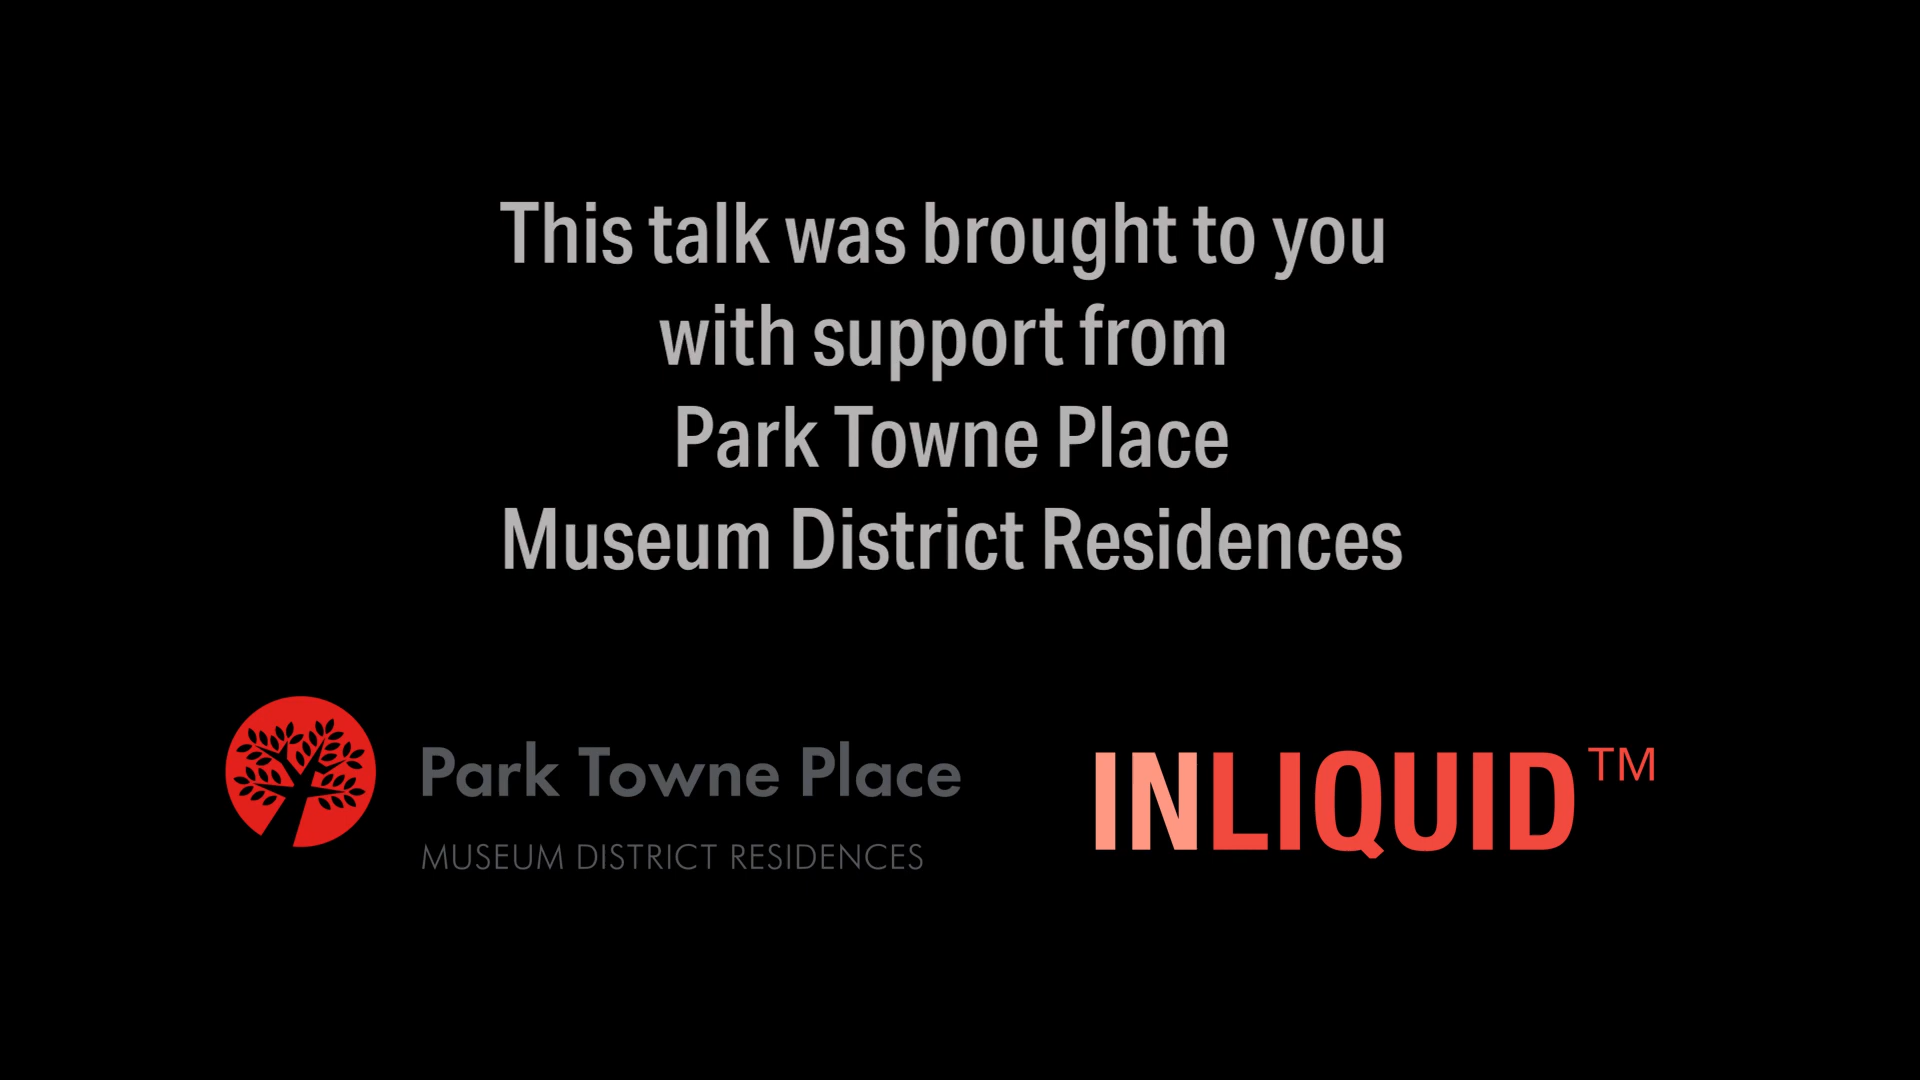 This talk was brought to you
with support from
Park Towne Place
Museum District Residences
Park Towne Place
MUSEUM DISTRICT RESIDENCES
INLIQUID™